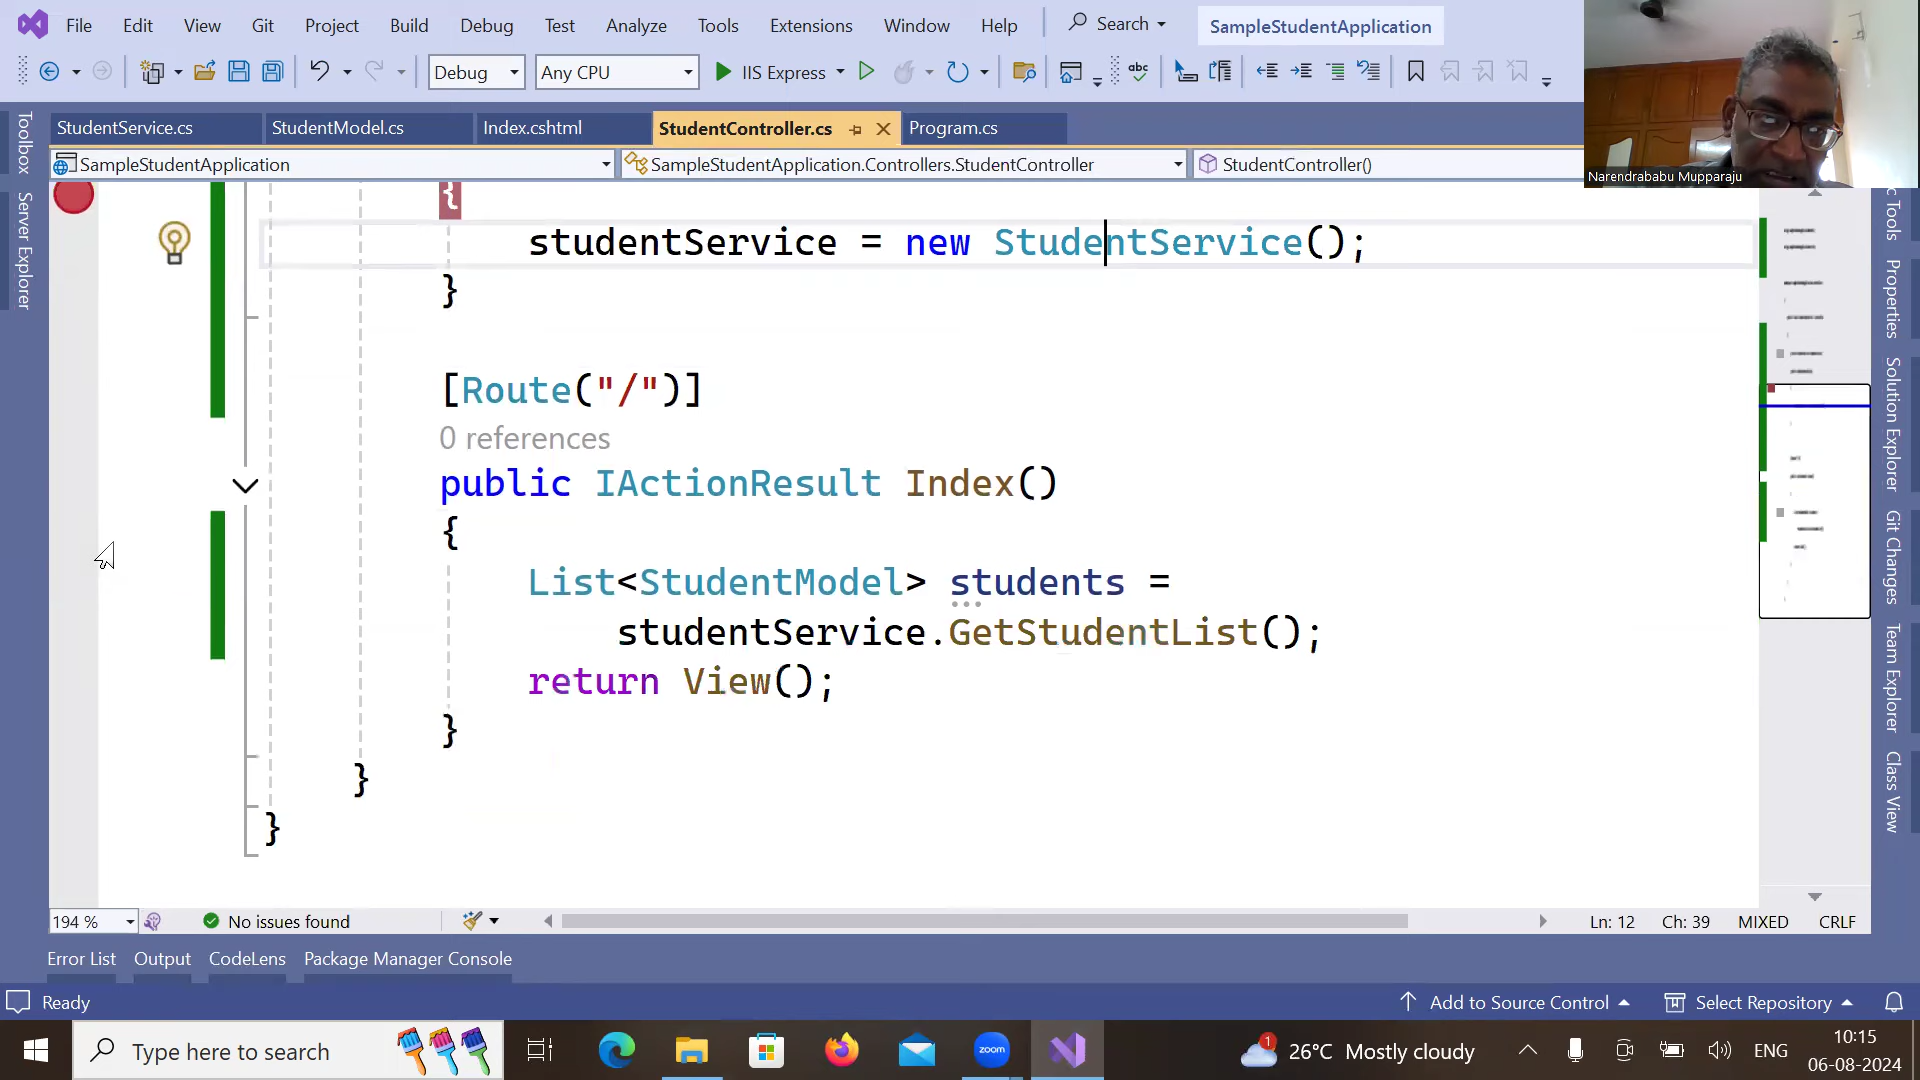 File Edit View Git Project Build Debug Test Analyze Tools Extensions Window Help Search SampleStudentApplication
Debug Any CPU IIS Express
Narendrababu Mupparaju
StudentService.cs StudentModel.cs Index.cshtml StudentController.cs Program.cs
SampleStudentApplication SampleStudentApplication.Controllers.StudentController StudentController()
Toolbox
Server Explorer
{
studentService = new StudentService();
}
[Route("/")]
0 references
public IActionResult Index()
{
List<StudentModel> students =
studentService.GetStudentList();
return View();
}
}
}
c Tools
Properties
Solution Explorer
Git Changes
Team Explorer
Class View
194 % No issues found Ln: 12 Ch: 39 MIXED CRLF
Error List Output CodeLens Package Manager Console
Ready Add to Source Control Select Repository
Type here to search zoom 1 26°C Mostly cloudy ENG 10:15
06-08-2024